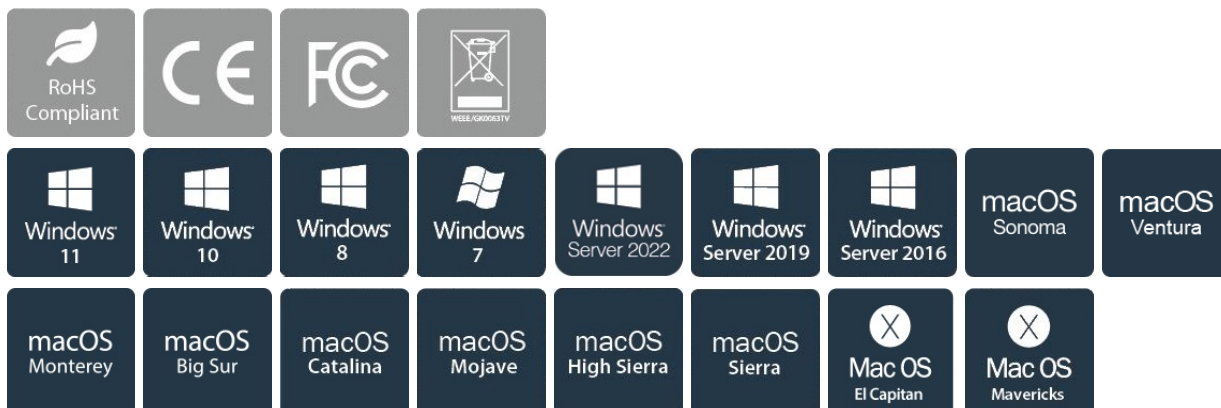 RoHS
Compliant
CE
FC
WEEE/GK0063TV
Windows
11
Windows
10
Windows
8
Windows
7
Windows
Server 2022
Windows
Server 2019
Windows
Server 2016
macOS
Sonoma
macOS
Ventura
macOS
Monterey
macOS
Big Sur
macOS
Catalina
macOS
Mojave
macOS
High Sierra
macOS
Sierra
X
Mac OS
El Capitan
X
Mac OS
Mavericks